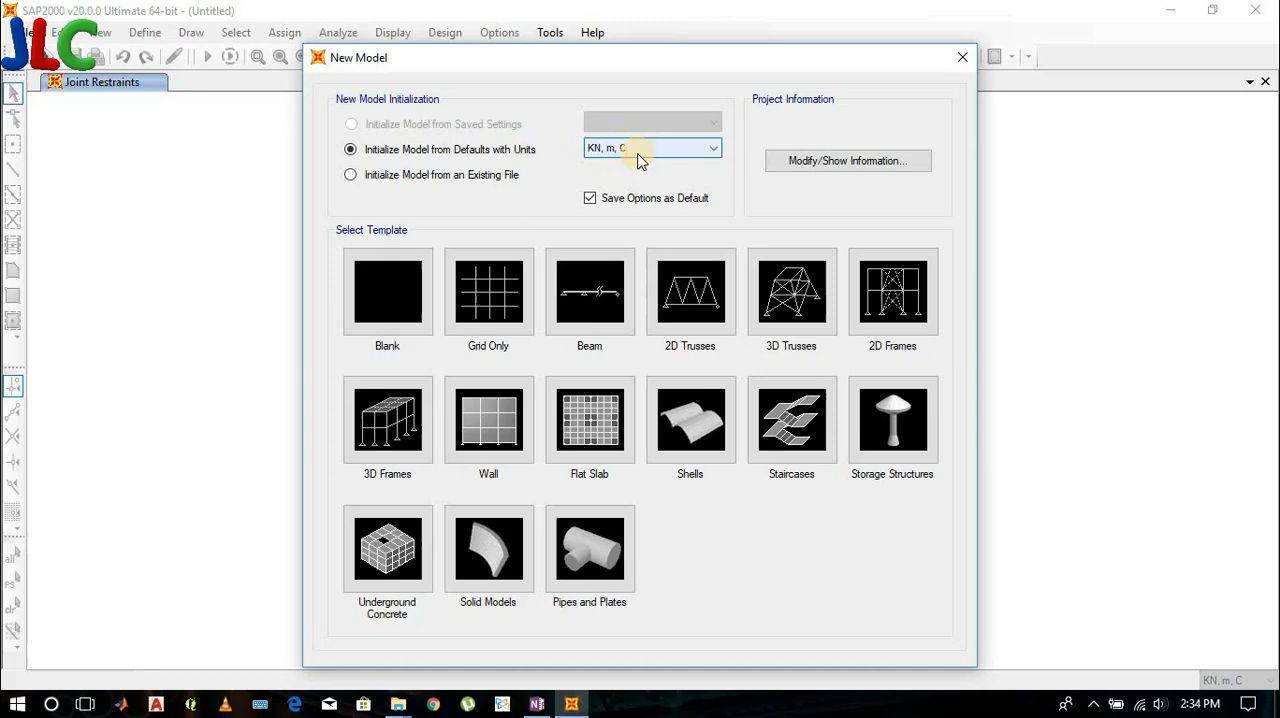 SAP2000 v20.0.0 Ultimate 64-bit - (Untitled)
JLC
Define Draw Select Assign Analyze Display Design Options Tools Help
Joint Restraints
New Model
New Model Initialization
Project Information
Initialize Model from Saved Settings
Initialize Model from Defaults with Units
KN, m, C
Modify/Show Information...
Initialize Model from an Existing File
Save Options as Default
Select Template
Blank
Grid Only
Beam
2D Trusses
3D Trusses
2D Frames
3D Frames
Wall
Flat Slab
Shells
Staircases
Storage Structures
Underground
Concrete
Solid Models
Pipes and Plates
all
PS
clr
KN, m, C
2:34 PM